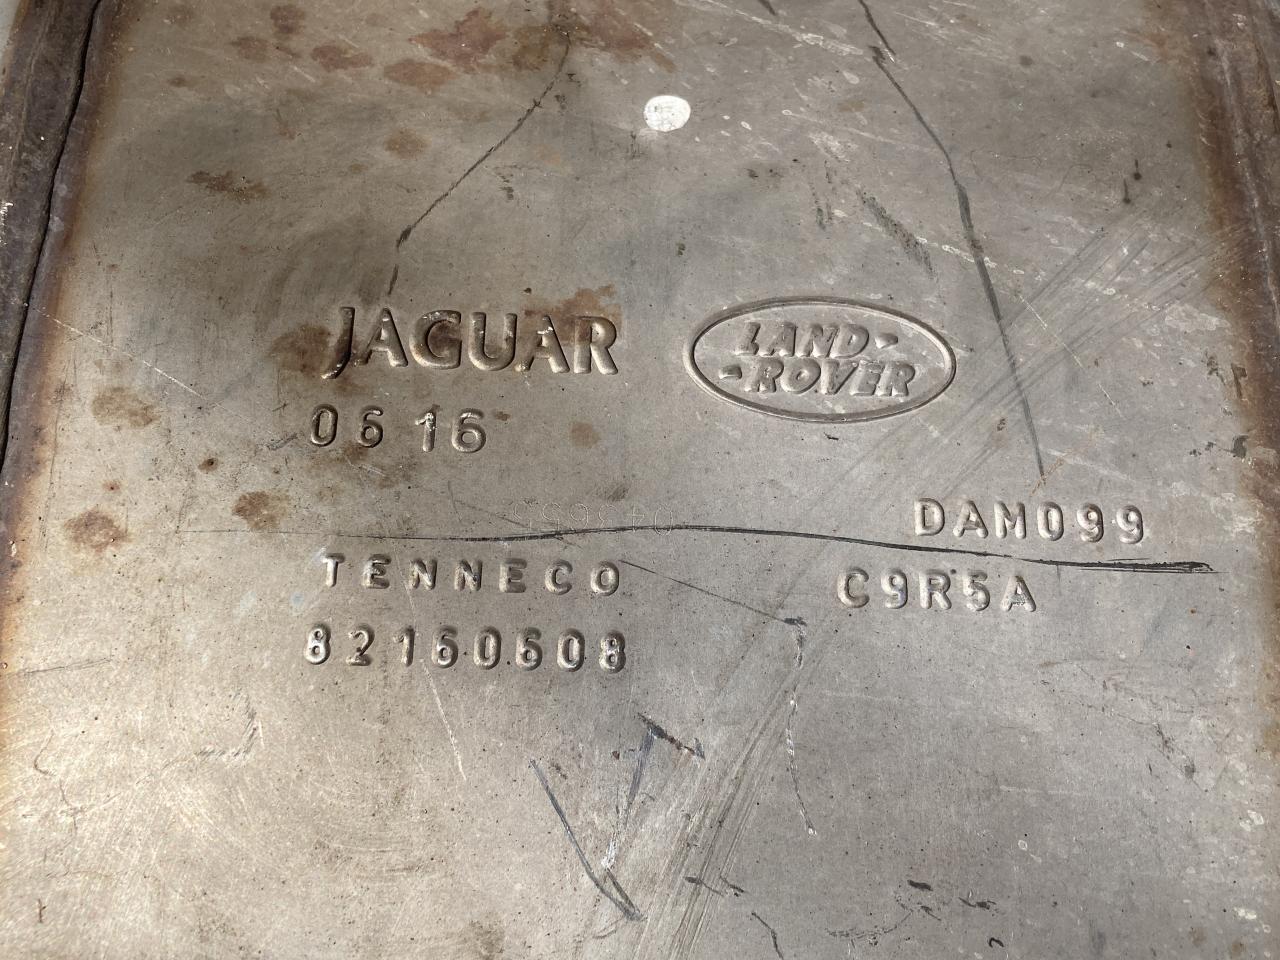 JAGUAR
LAND-
-ROVER
06 16
DAM099
TENNECO
C9R5A
82160608